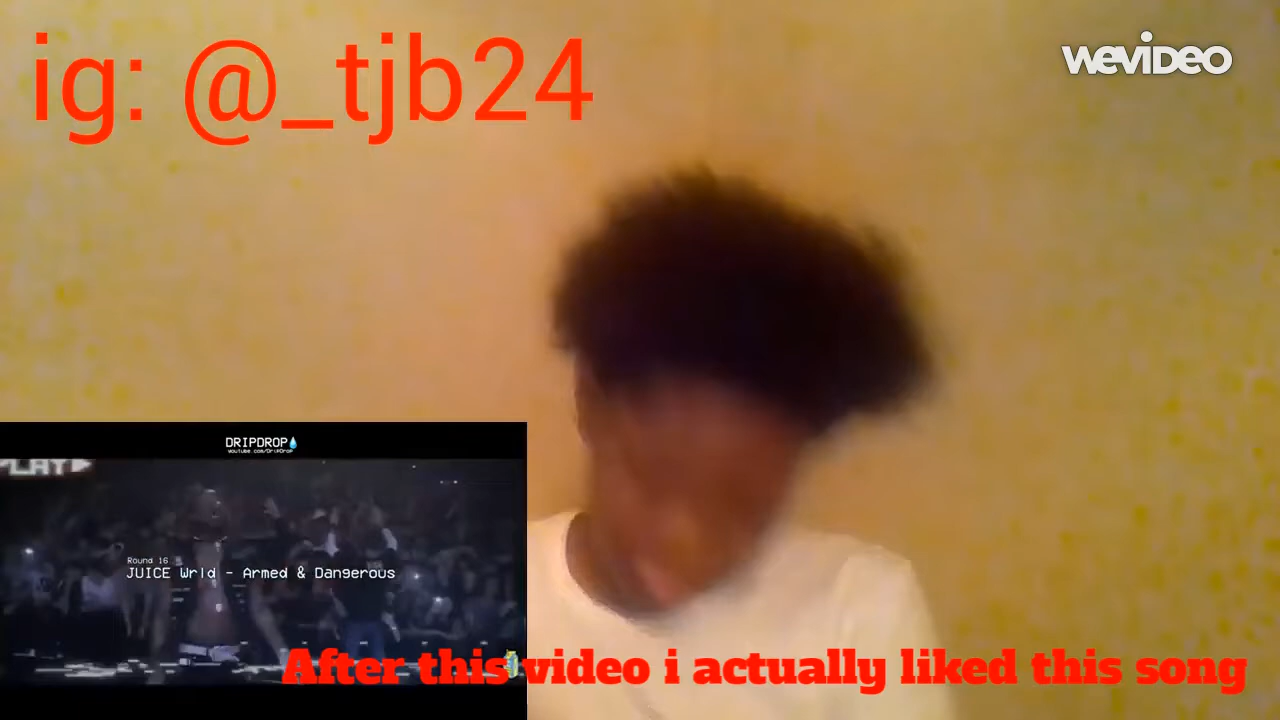 ig: @_tjb24
WEVIDEO
DRIPDROP
youtube.com/DripDrop
PLAY
Round 16
JUICE Wrld - Armed & Dangerous
After this video i actually liked this song